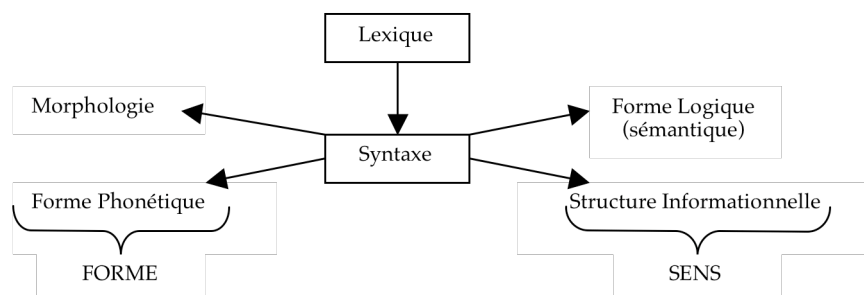 Lexique
Morphologie
Forme Logique
(sémantique)
Syntaxe
Forme Phonétique
Structure Informationnelle
FORME
SENS